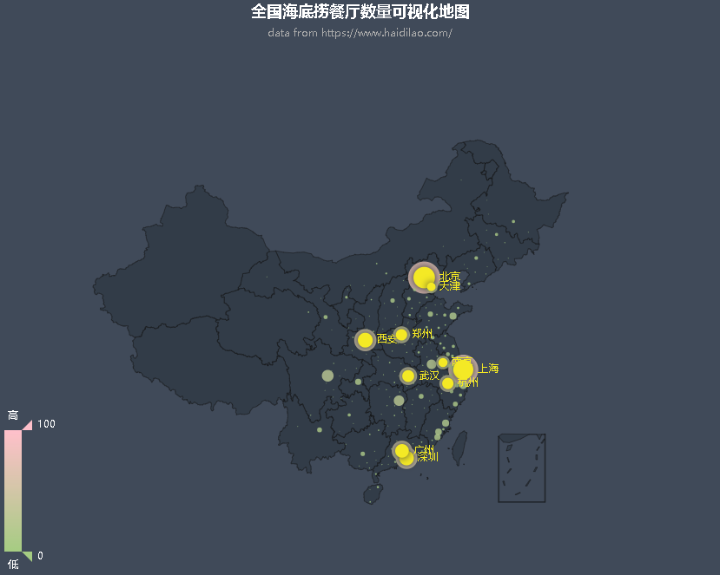 全国海底捞餐厅数量可视化地图
data from https://www.haidilao.com/
北京
天津
西安
郑州
上海
武汉
杭州
广州
深圳
高
100
0
低